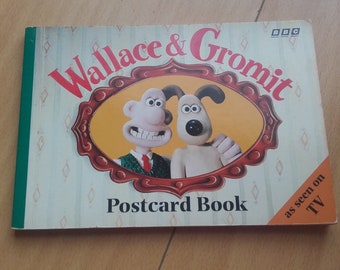 BBC
Wallace & Gromit
Postcard Book
as seen on
TV